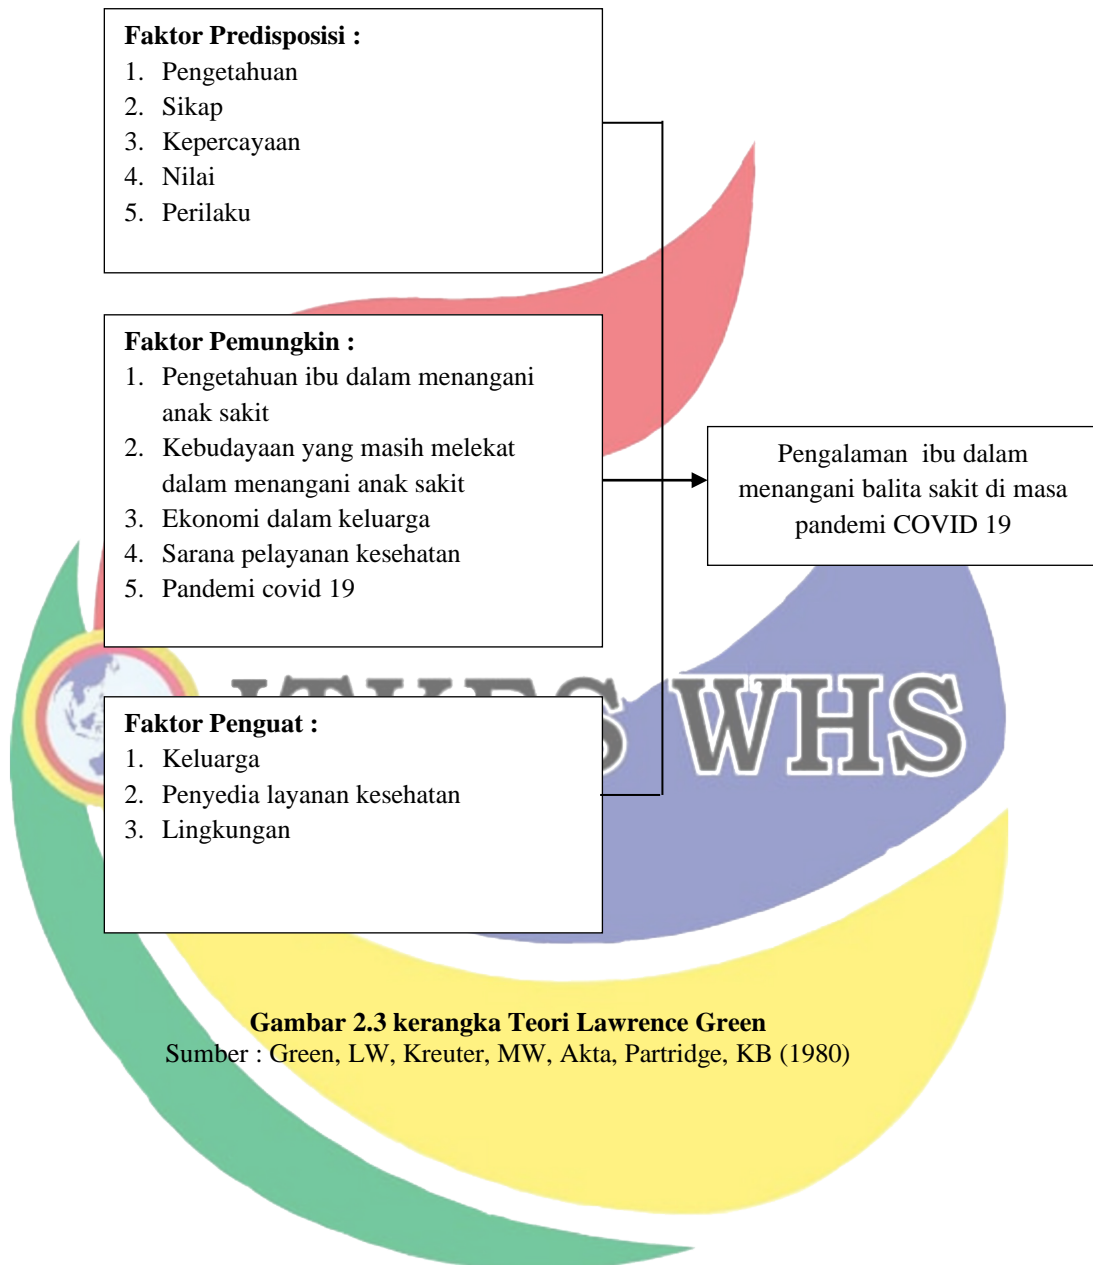 Faktor Predisposisi :
1. Pengetahuan
2. Sikap
3. Kepercayaan
4. Nilai
5. Perilaku
Faktor Pemungkin :
1. Pengetahuan ibu dalam menangani
anak sakit
2. Kebudayaan yang masih melekat
dalam menangani anak sakit
3. Ekonomi dalam keluarga
4. Sarana pelayanan kesehatan
5. Pandemi covid 19
Pengalaman ibu dalam
menangani balita sakit di masa
pandemi COVID 19
ITKES WHS
Faktor Penguat :
1. Keluarga
2. Penyedia layanan kesehatan
3. Lingkungan
Gambar 2.3 kerangka Teori Lawrence Green
Sumber : Green, LW, Kreuter, MW, Akta, Partridge, KB (1980)